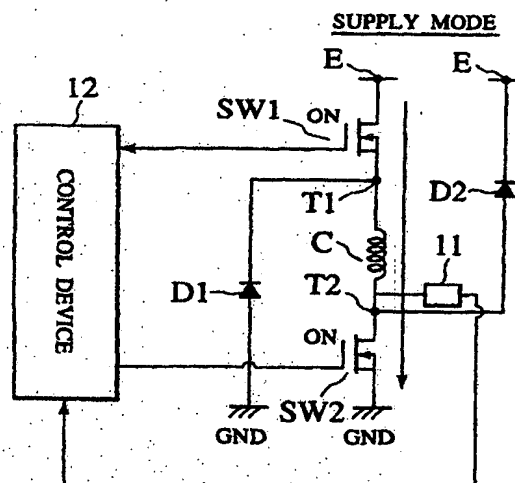 SUPPLY MODE
E
E
12
SW1
ON
CONTROL DEVICE
T1
D2
C
11
D1
T2
ON
SW2
GND
GND